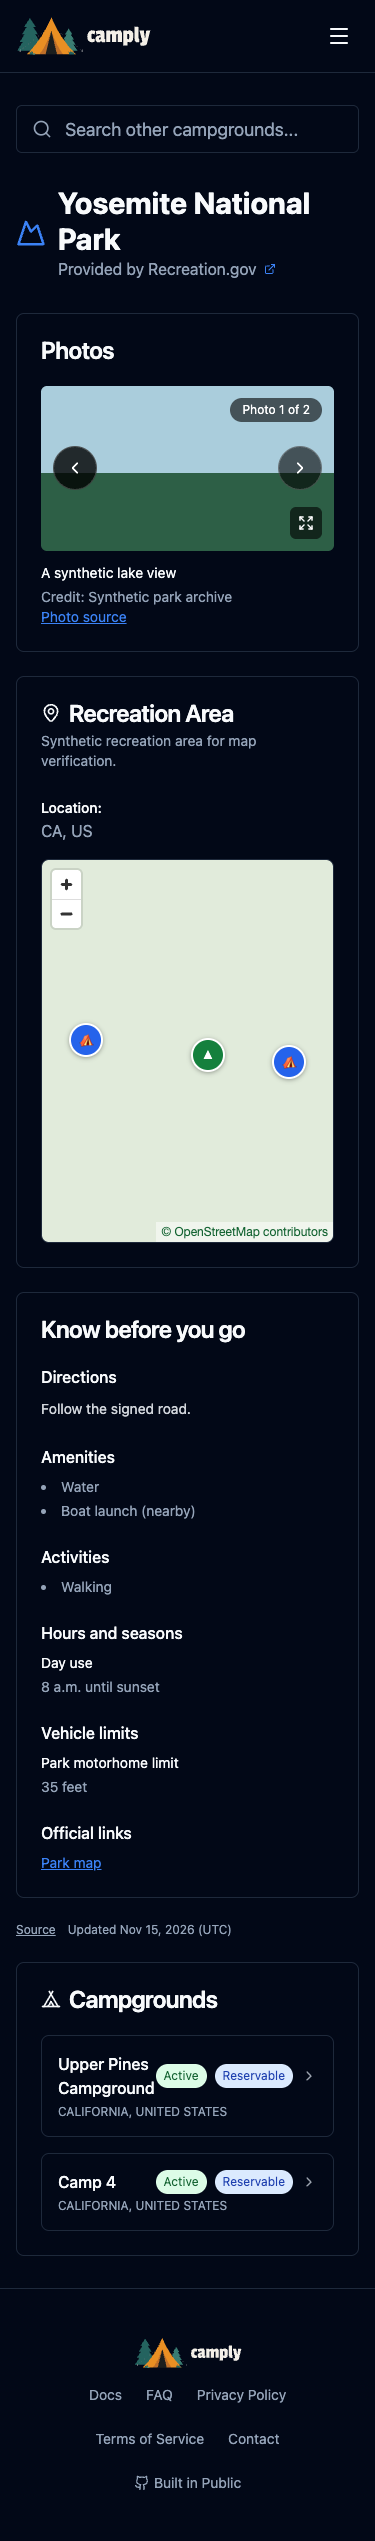 camply
Search other campgrounds...
Yosemite National
Park
Provided by Recreation.gov
Photos
Photo 1 of 2
A synthetic lake view
Credit: Synthetic park archive
Photo source
Recreation Area
Synthetic recreation area for map
verification.
Location:
CA, US
+
−
© OpenStreetMap contributors
Know before you go
Directions
Follow the signed road.
Amenities
• Water
• Boat launch (nearby)
Activities
• Walking
Hours and seasons
Day use
8 a.m. until sunset
Vehicle limits
Park motorhome limit
35 feet
Official links
Park map
Source Updated Nov 15, 2026 (UTC)
Campgrounds
Upper Pines
Campground
Active Reservable
CALIFORNIA, UNITED STATES
Camp 4 Active Reservable
CALIFORNIA, UNITED STATES
camply
Docs FAQ Privacy Policy
Terms of Service Contact
Built in Public